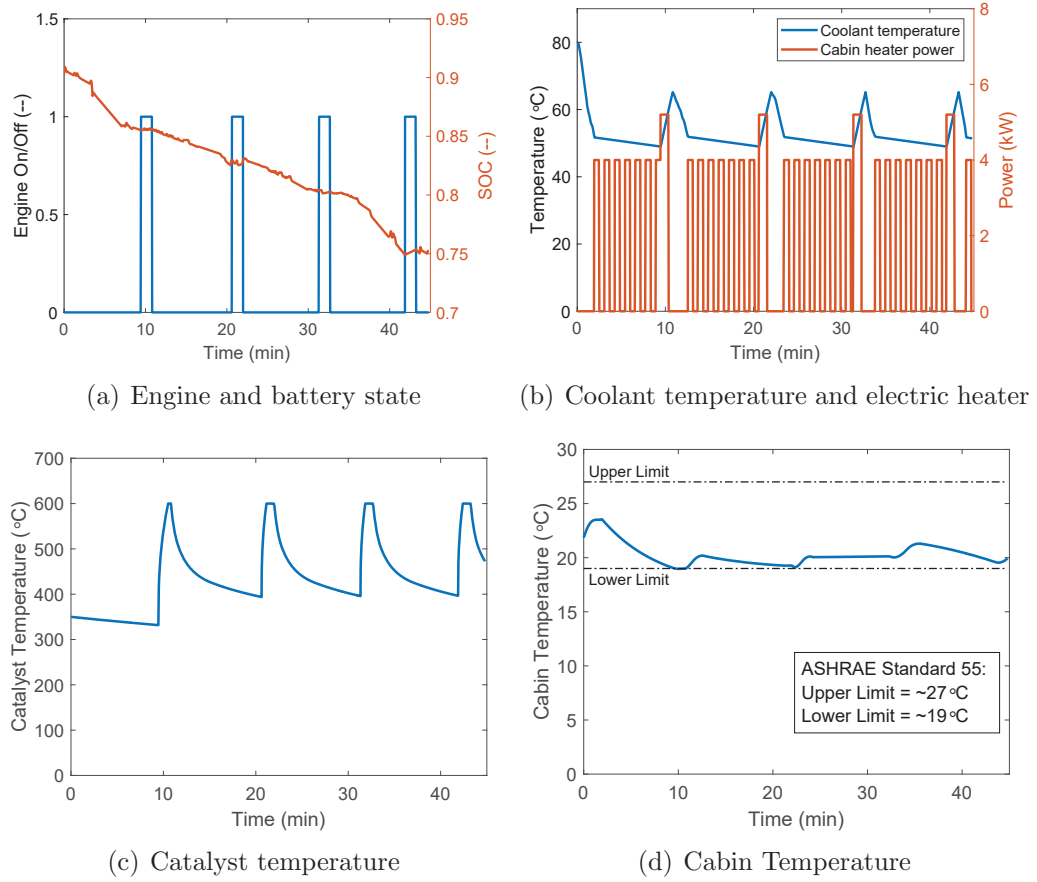 1.5
1
0.5
0
Engine On/Off (--)
0.95
0.9
0.85
0.8
0.75
0.7
SOC (--)
0 10 20 30 40
Time (min)
(a) Engine and battery state
80
60
40
20
0
Temperature (°C)
Coolant temperature
Cabin heater power
8
6
4
2
0
Power (kW)
0 10 20 30 40
Time (min)
(b) Coolant temperature and electric heater
700
600
500
400
300
200
100
0
Catalyst Temperature (°C)
0 10 20 30 40
Time (min)
(c) Catalyst temperature
30
25
20
15
10
5
0
Cabin Temperature (°C)
Upper Limit
Lower Limit
ASHRAE Standard 55:
Upper Limit = ~27°C
Lower Limit = ~19°C
0 10 20 30 40
Time (min)
(d) Cabin Temperature